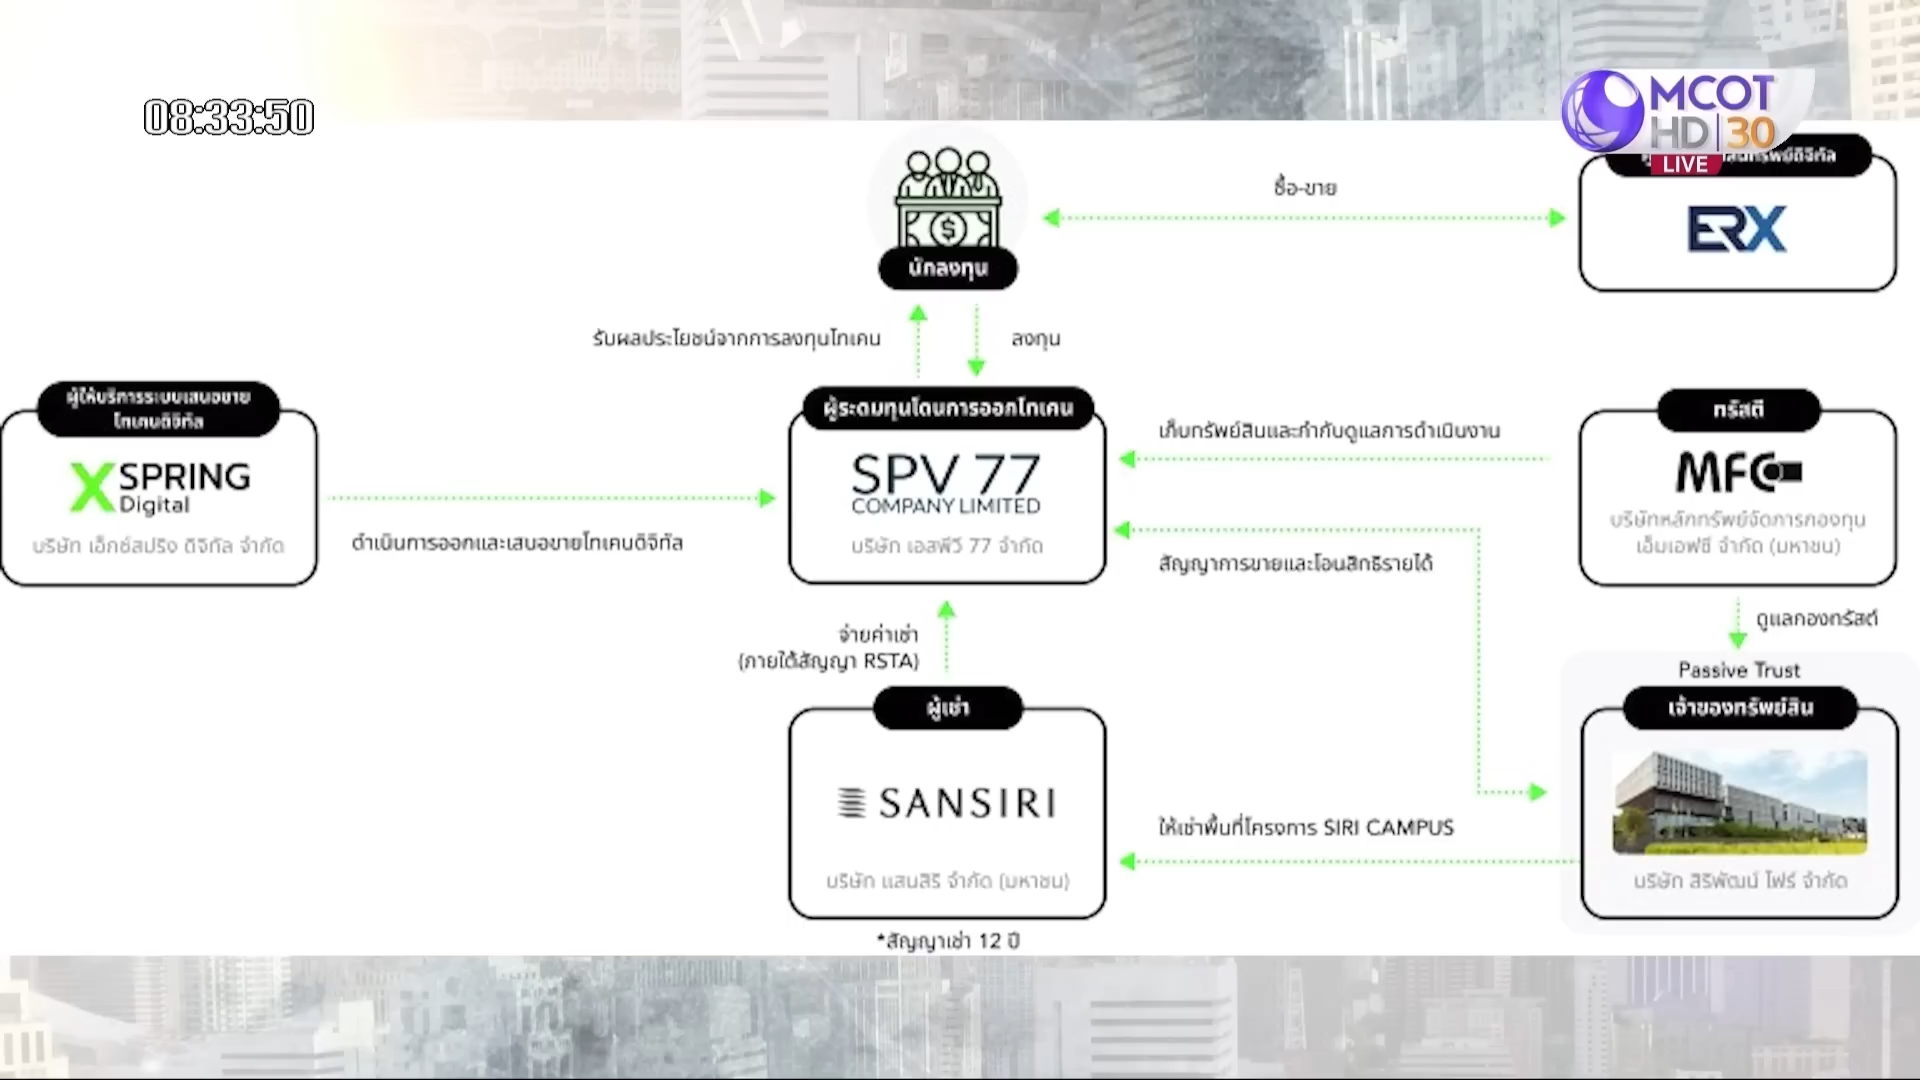 08:33:50
MCOT
HD 30
LIVE
สินทรัพย์ดิจิทัล
ERX
ซื้อ-ขาย
นักลงทุน
รับผลประโยชน์จากการลงทุนโทเคน
ลงทุน
ผู้ให้บริการระบบเสนอขาย
โทเคนดิจิทัล
XSPRING
Digital
บริษัท เอ็กซ์สปริง ดิจิทัล จำกัด
ดำเนินการออกและเสนอขายโทเคนดิจิทัล
ผู้ระดมทุนโดนการออกโทเคน
SPV 77
COMPANY LIMITED
บริษัท เอสพีวี 77 จำกัด
เก็บทรัพย์สินและกำกับดูแลการดำเนินงาน
สัญญาการขายและโอนสิทธิรายได้
ทรัสตี
MFC
บริษัทหลักทรัพย์จัดการกองทุน
เอ็มเอฟซี จำกัด (มหาชน)
ดูแลกองทรัสต์
จ่ายค่าเช่า
(ภายใต้สัญญา RSTA)
Passive Trust
เจ้าของทรัพย์สิน
บริษัท สิริพัฒน์ โฟร์ จำกัด
ผู้เช่า
SANSIRI
บริษัท แสนสิริ จำกัด (มหาชน)
ให้เช่าพื้นที่โครงการ SIRI CAMPUS
*สัญญาเช่า 12 ปี